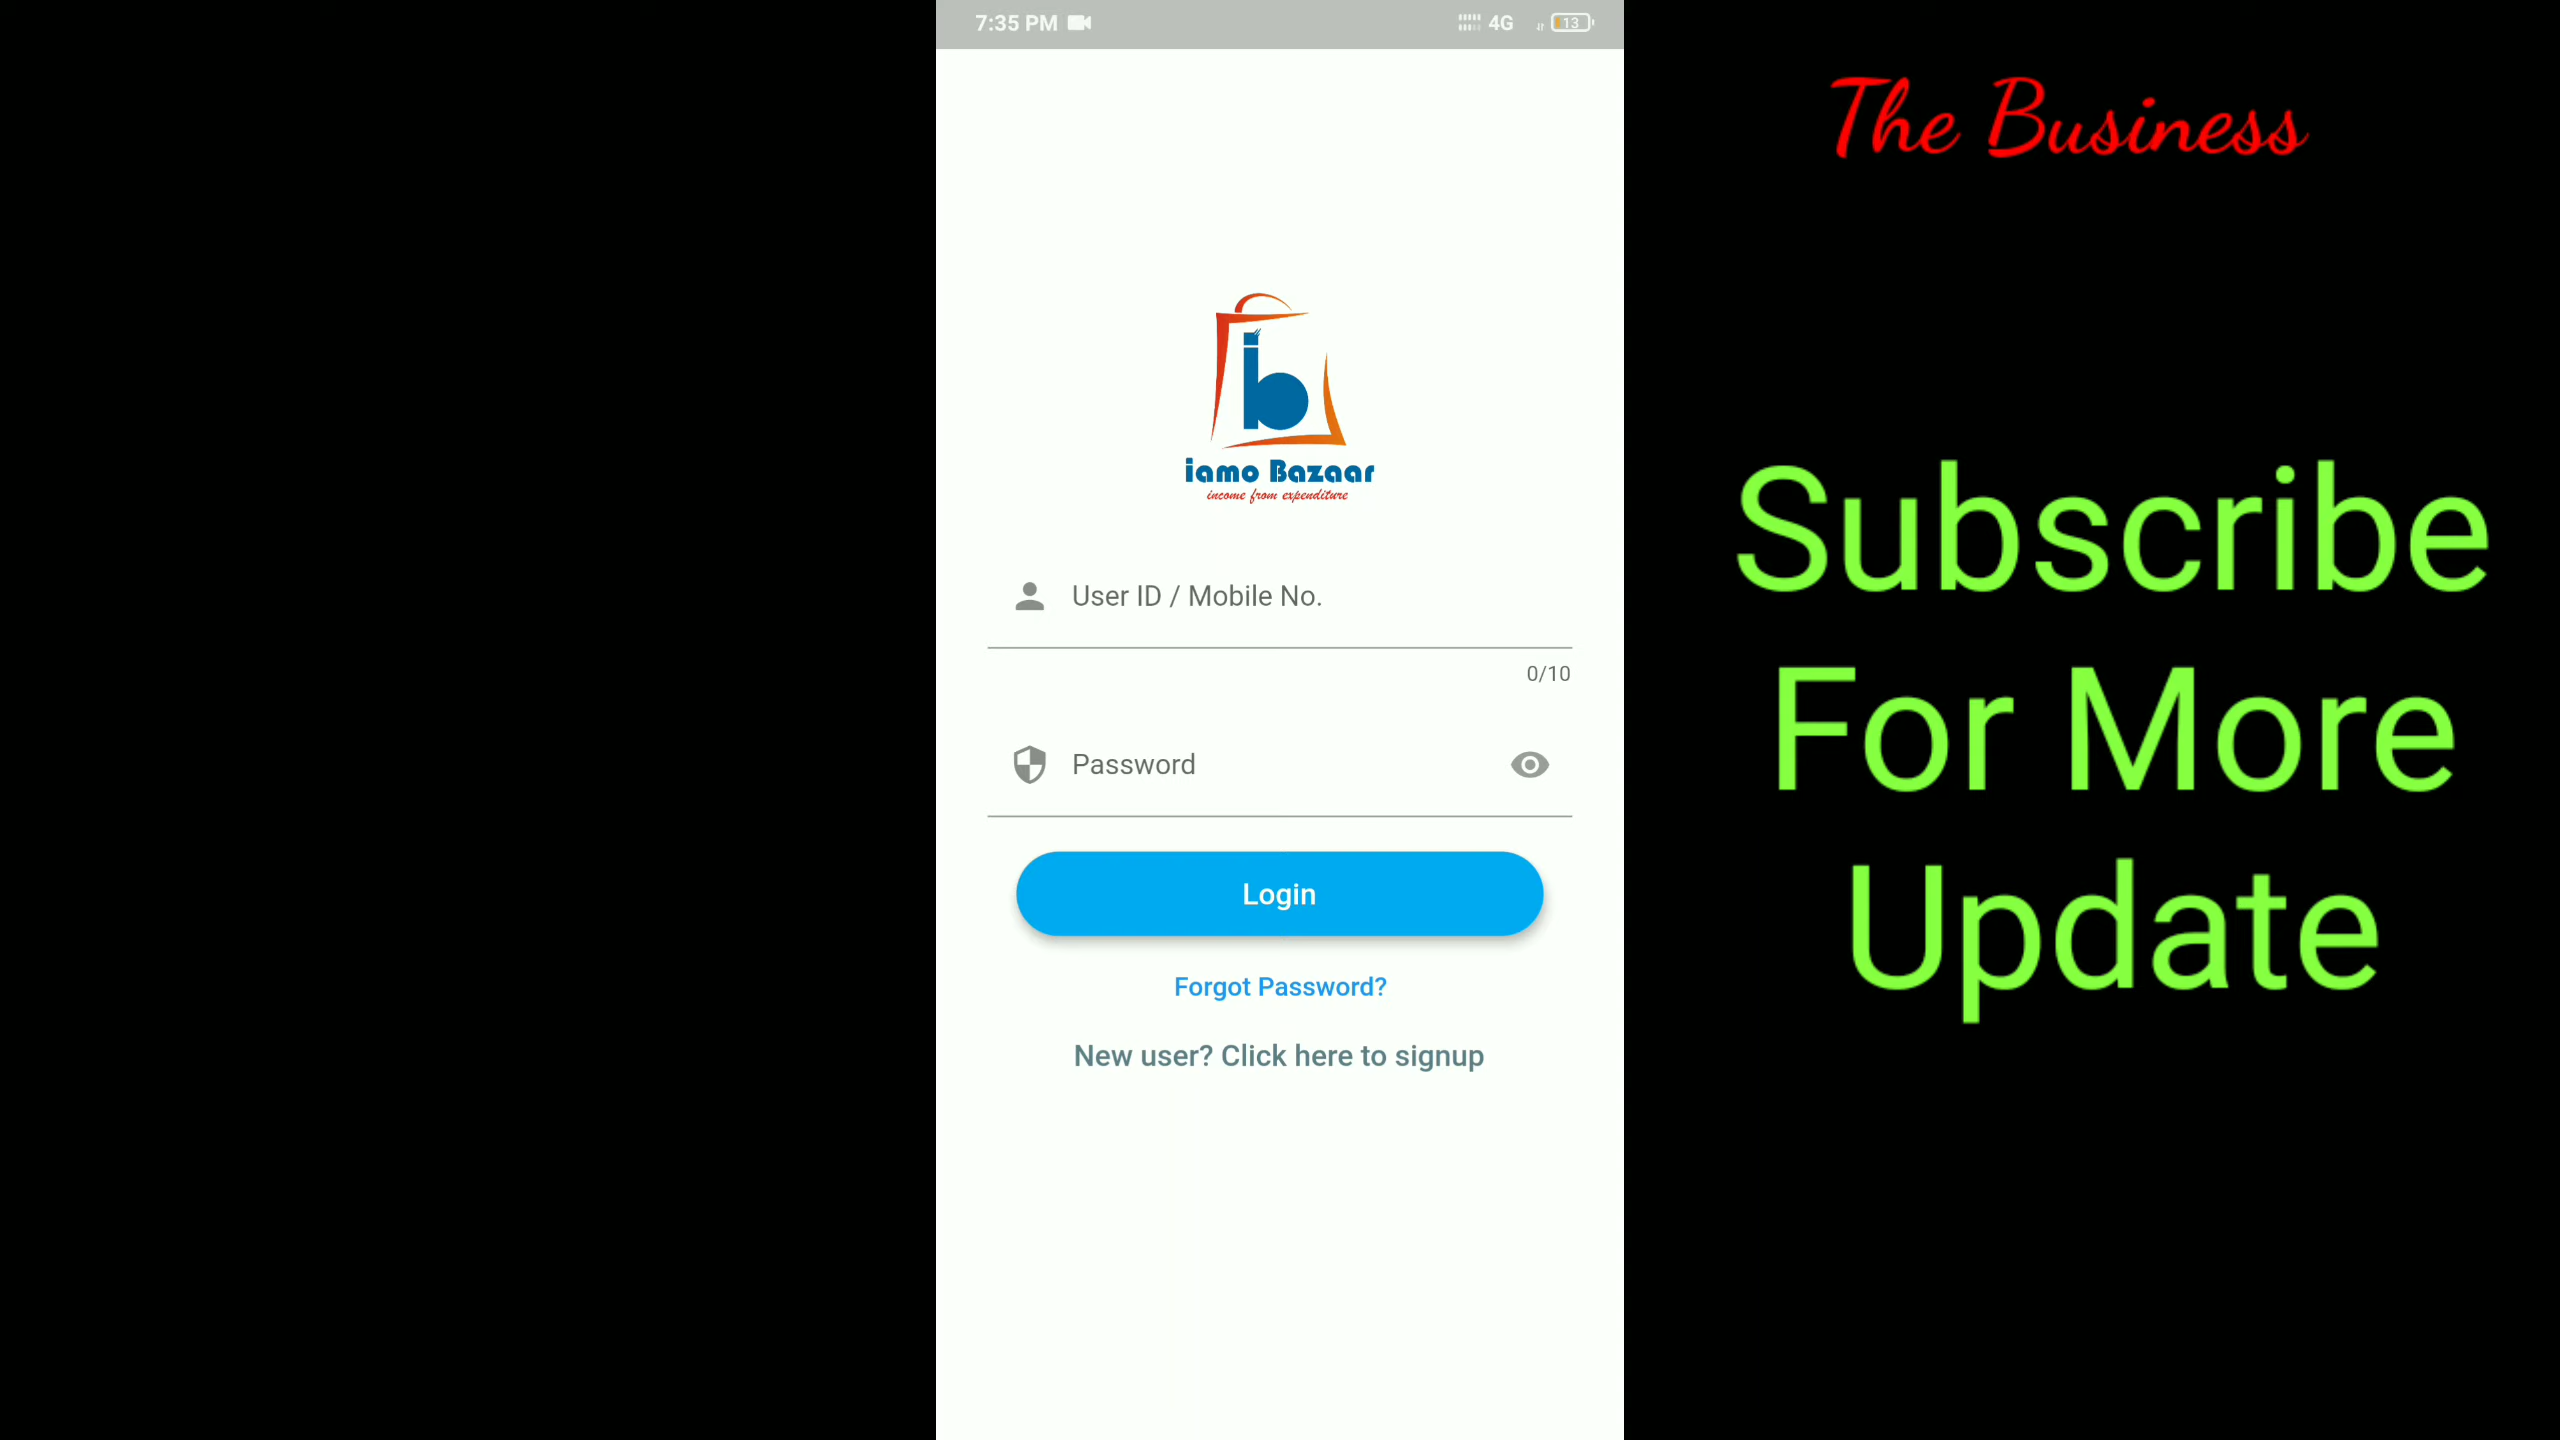 7:35 PM
4G
13
The Business
iamo Bazaar
income from expenditure
User ID / Mobile No.
0/10
Password
Login
Forgot Password?
New user? Click here to signup
Subscribe
For More
Update